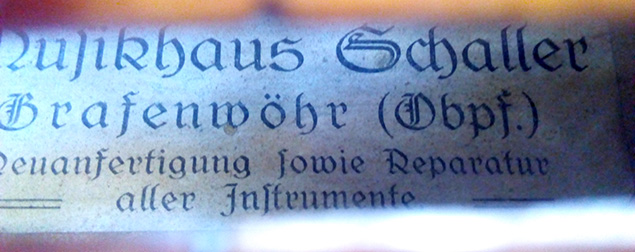 Musikhaus Schaller
Grafenwöhr (Obpf.)
Neuanfertigung sowie Reparatur
aller Instrumente